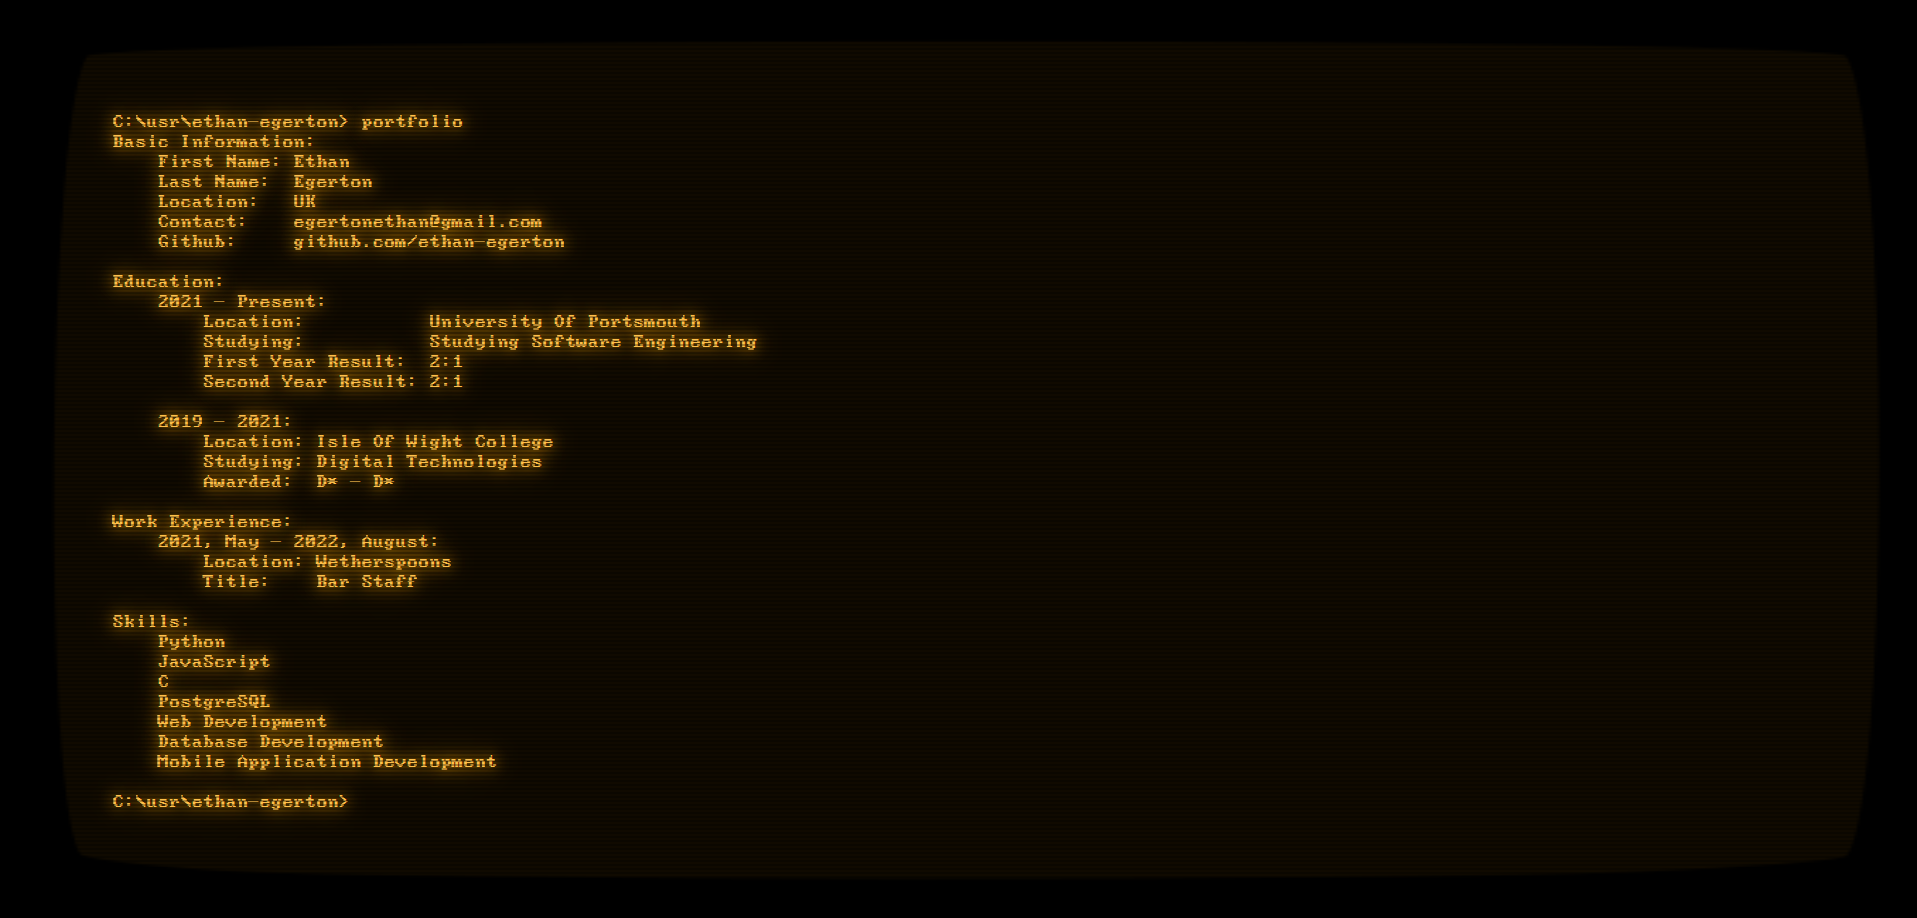 C:\usr\ethan-egerton> portfolio
Basic Information:
First Name: Ethan
Last Name: Egerton
Location: UK
Contact: egertonethan@gmail.com
Github: github.com/ethan-egerton
Education:
2021 - Present:
Location: University Of Portsmouth
Studying: Studying Software Engineering
First Year Result: 2:1
Second Year Result: 2:1
2019 - 2021:
Location: Isle Of Wight College
Studying: Digital Technologies
Awarded: D* - D*
Work Experience:
2021, May - 2022, August:
Location: Wetherspoons
Title: Bar Staff
Skills:
Python
JavaScript
C
PostgreSQL
Web Development
Database Development
Mobile Application Development
C:\usr\ethan-egerton>